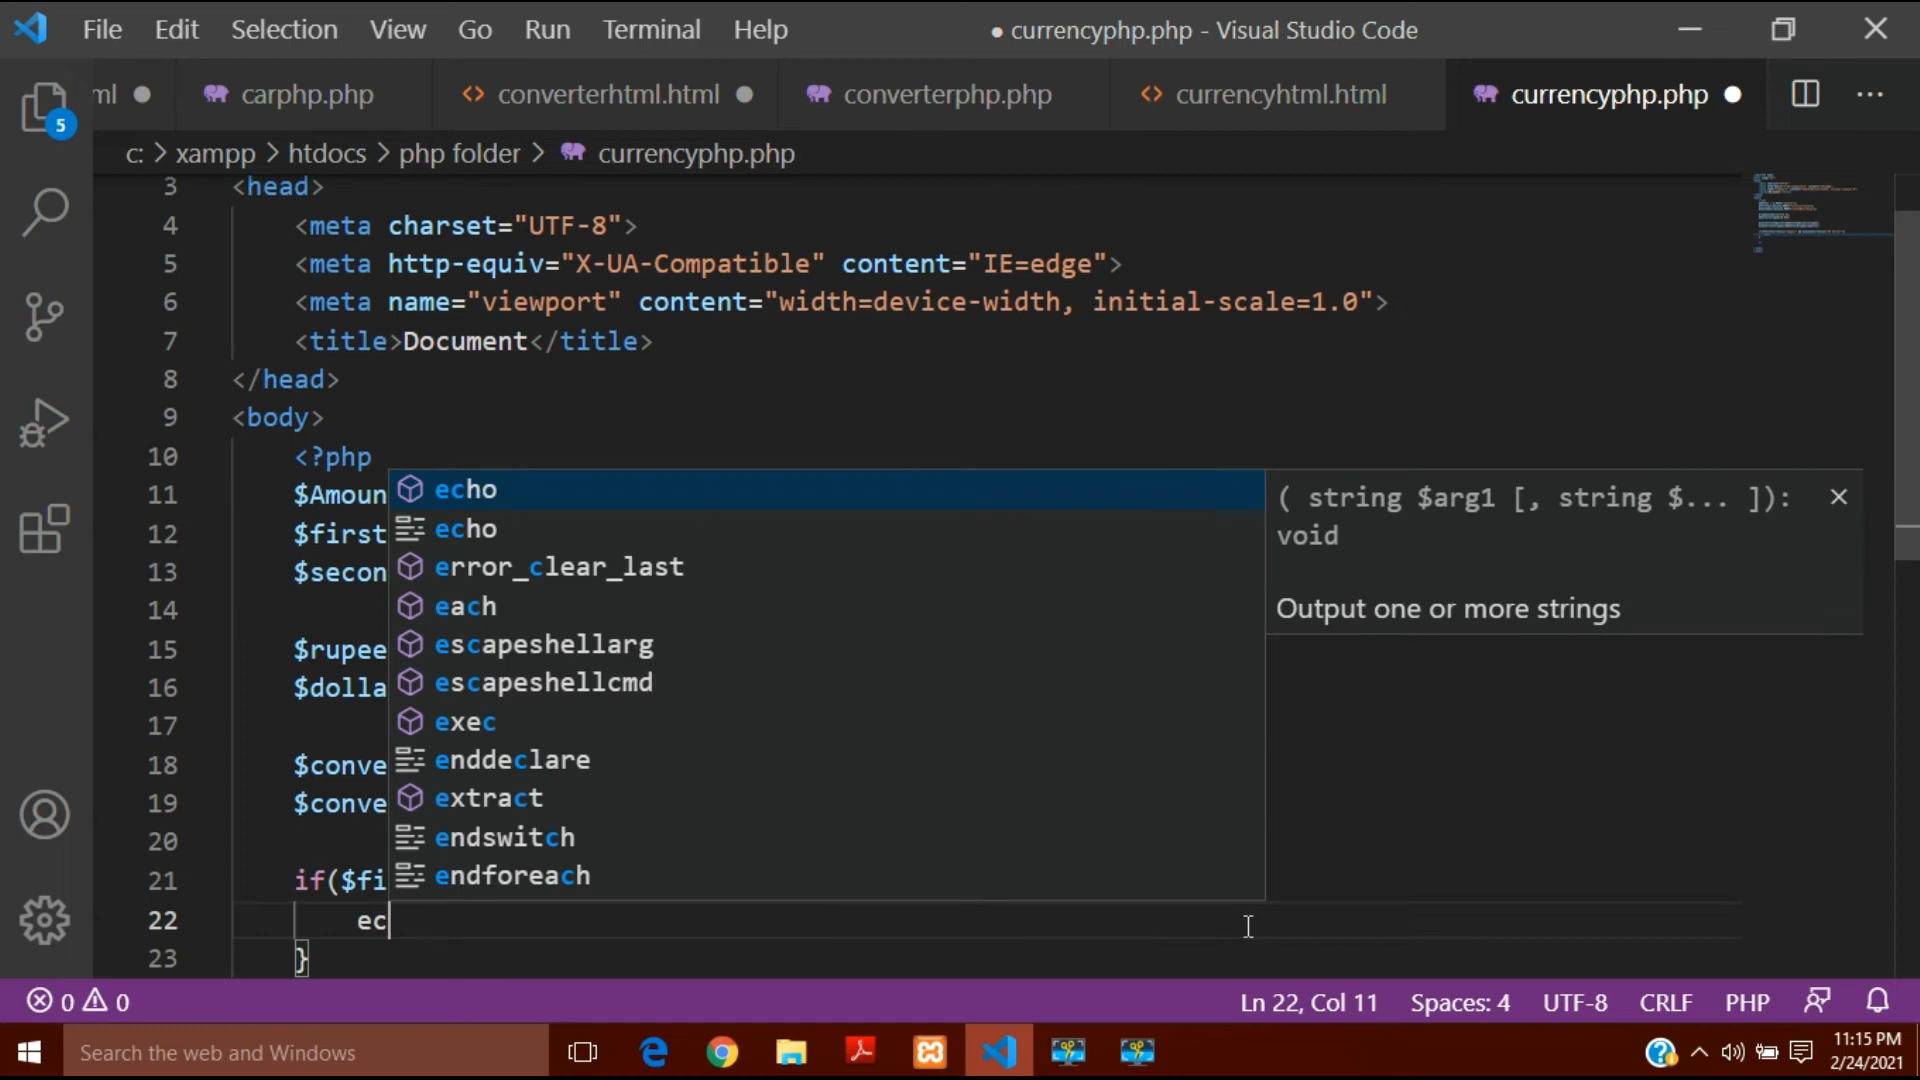 File Edit Selection View Go Run Terminal Help ● currencyphp.php - Visual Studio Code
ml carphp.php converterhtml.html converterphp.php currencyhtml.html currencyphp.php
c: > xampp > htdocs > php folder > currencyphp.php
5
3 <head>
4 <meta charset="UTF-8">
5 <meta http-equiv="X-UA-Compatible" content="IE=edge">
6 <meta name="viewport" content="width=device-width, initial-scale=1.0">
7 <title>Document</title>
8 </head>
9 <body>
10 <?php
11 $Amoun
12 $first
13 $secon
14
15 $rupee
16 $dolla
17
18 $conve
19 $conve
20
21 if($fi
22 ec
23 }
echo
echo
error_clear_last
each
escapeshellarg
escapeshellcmd
exec
enddeclare
extract
endswitch
endforeach
( string $arg1 [, string $... ]):
void
Output one or more strings
0 0 Ln 22, Col 11 Spaces: 4 UTF-8 CRLF PHP
Search the web and Windows
11:15 PM
2/24/2021